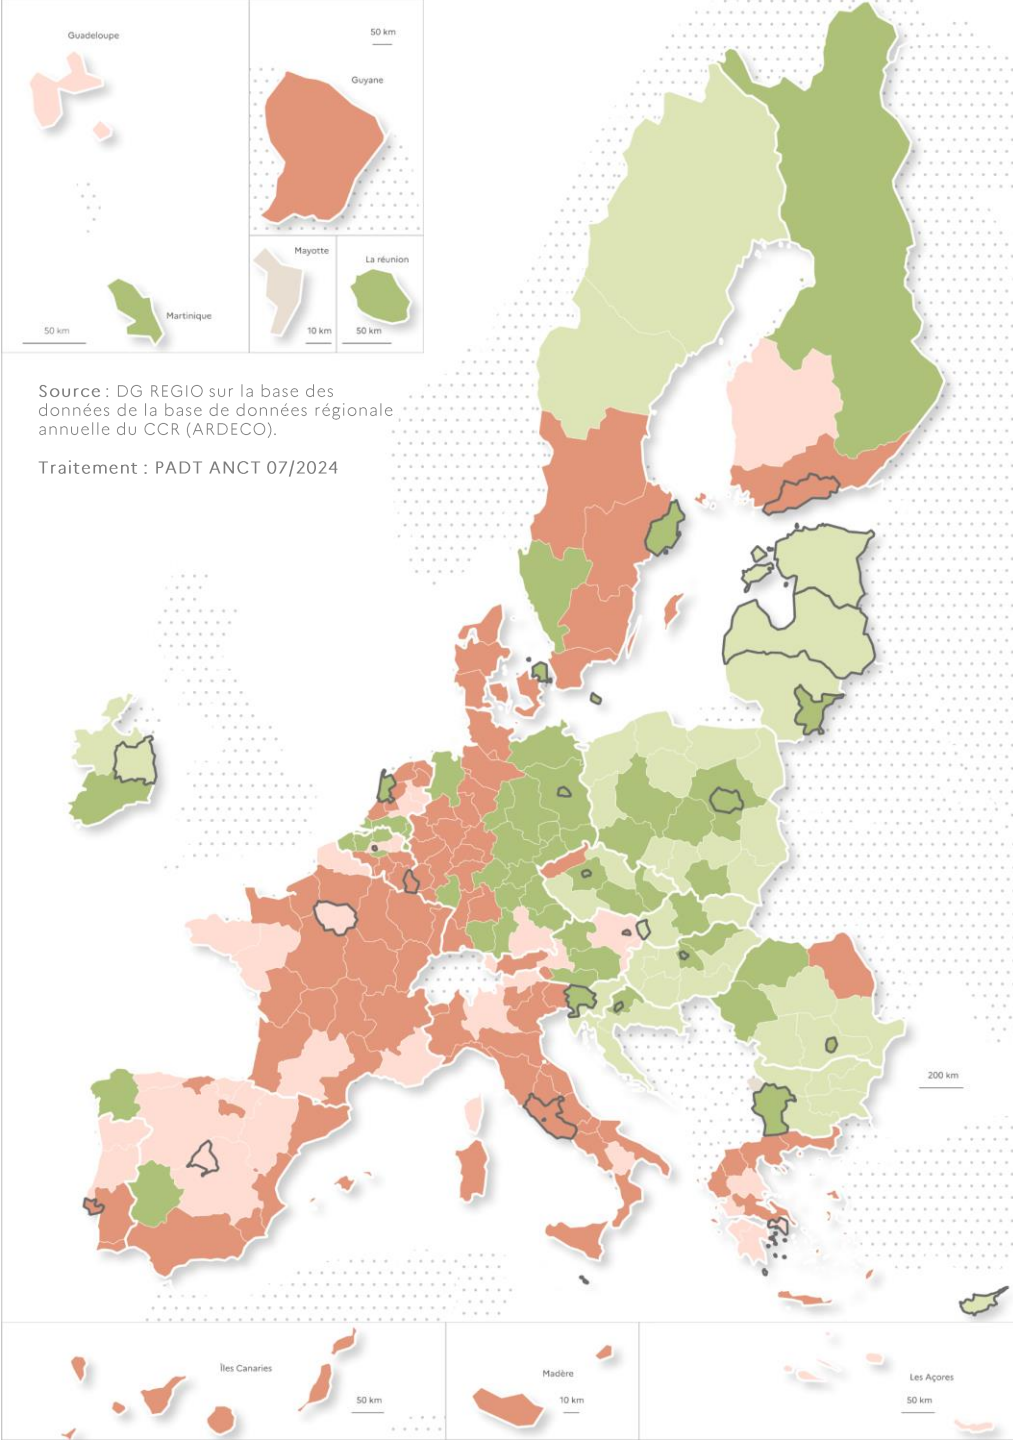 Guadeloupe
50 km
Guyane
Mayotte
La réunion
Martinique
50 km
10 km
50 km
Source : DG REGIO sur la base des
données de la base de données régionale
annuelle du CCR (ARDECO).
Traitement : PADT ANCT 07/2024
200 km
Îles Canaries
50 km
Madère
10 km
Les Açores
50 km